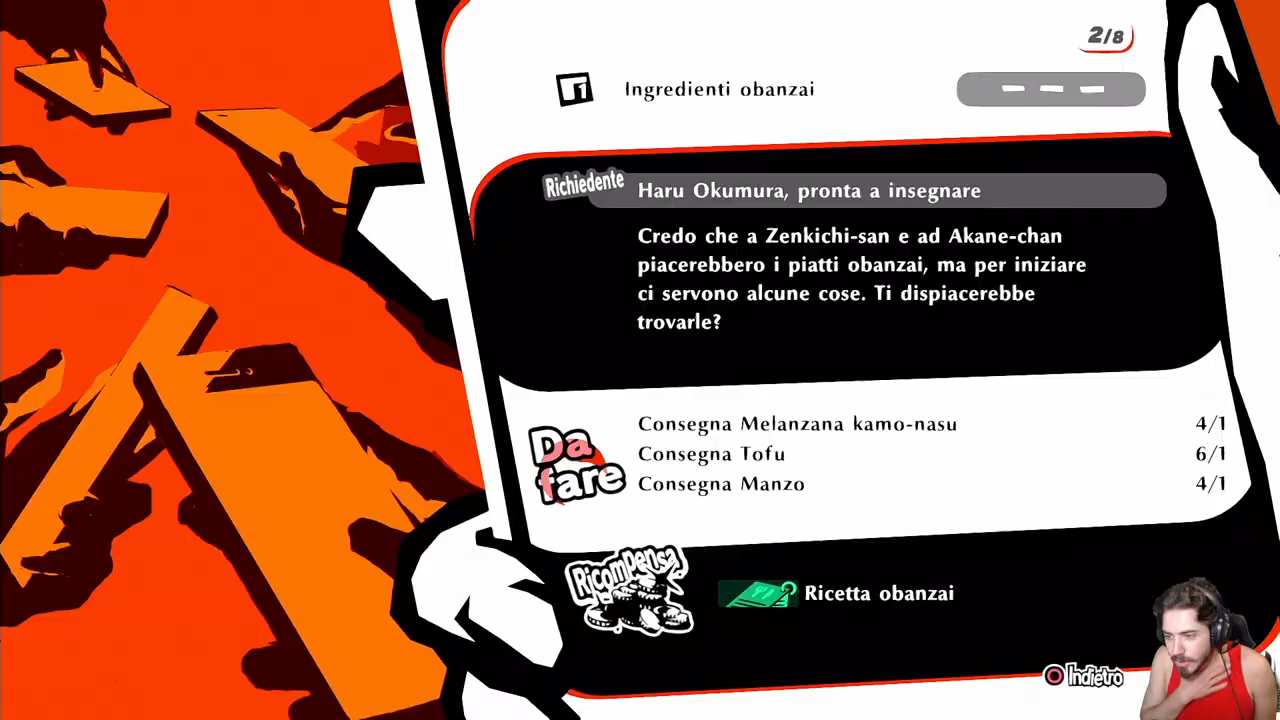 2/8
1 Ingredienti obanzai
Richiedente Haru Okumura, pronta a insegnare
Credo che a Zenkichi-san e ad Akane-chan
piacerebbero i piatti obanzai, ma per iniziare
ci servono alcune cose. Ti dispiacerebbe
trovarle?
Da fare
Consegna Melanzana kamo-nasu 4/1
Consegna Tofu 6/1
Consegna Manzo 4/1
Ricompensa
Ricetta obanzai
Indietro